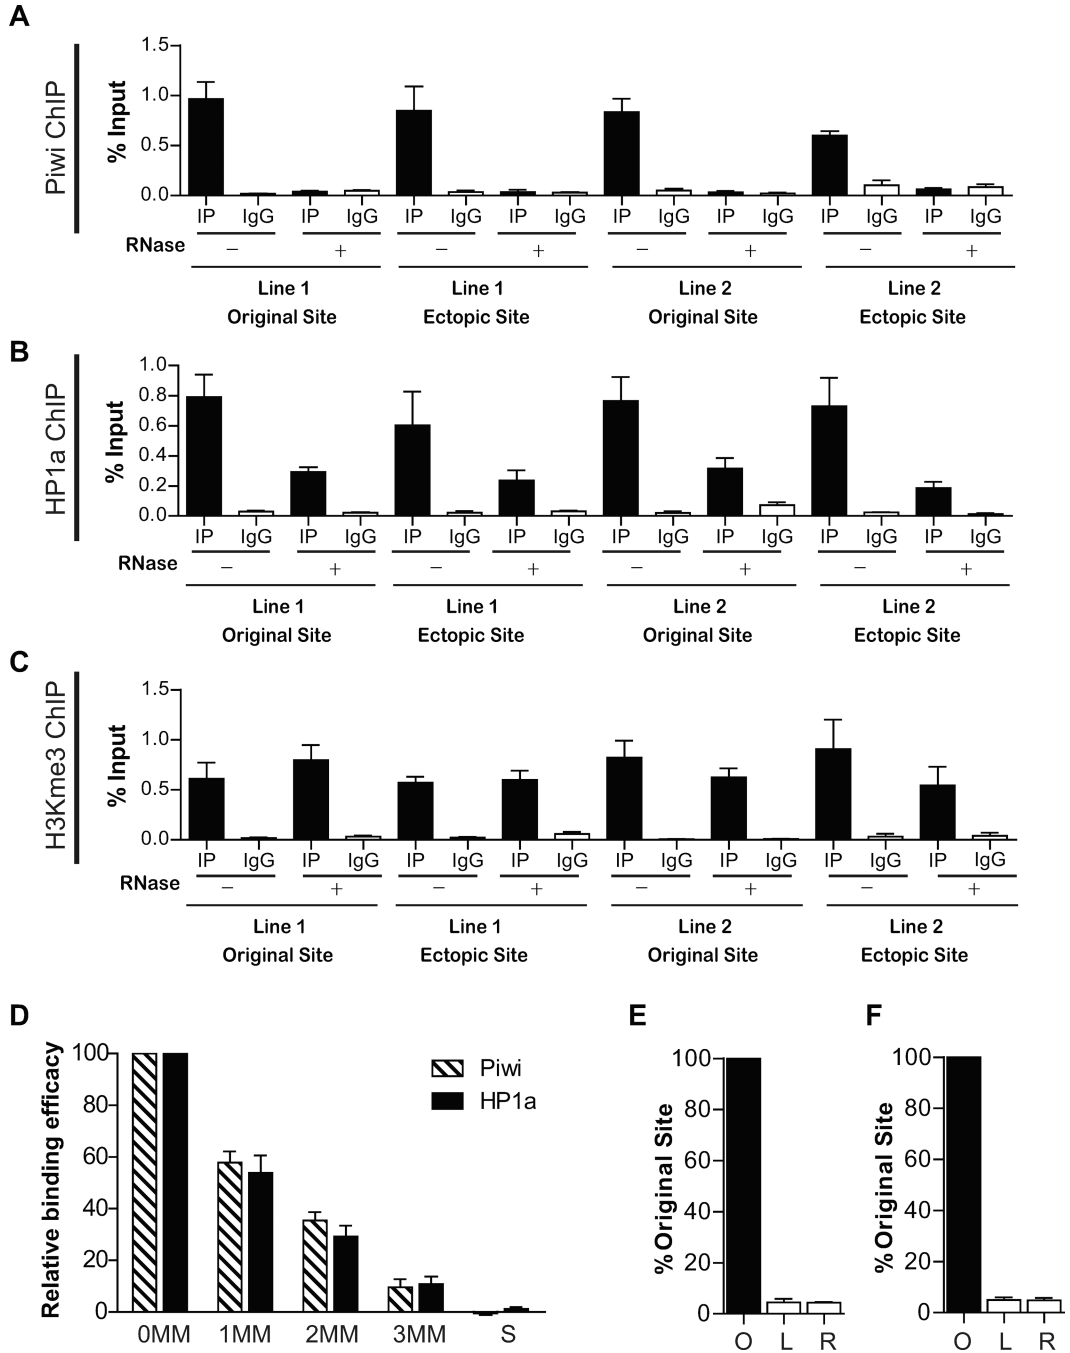 A
Piwi ChIP
% Input
1.5
1.0
0.5
0.0
IP IgG IP IgG IP IgG IP IgG IP IgG IP IgG IP IgG IP IgG
RNase − + − + − + − +
Line 1 Line 1 Line 2 Line 2
Original Site Ectopic Site Original Site Ectopic Site
B
HP1a ChIP
% Input
1.0
0.8
0.6
0.4
0.2
0.0
IP IgG IP IgG IP IgG IP IgG IP IgG IP IgG IP IgG IP IgG
RNase − + − + − + − +
Line 1 Line 1 Line 2 Line 2
Original Site Ectopic Site Original Site Ectopic Site
C
H3Kme3 ChIP
% Input
1.5
1.0
0.5
0.0
IP IgG IP IgG IP IgG IP IgG IP IgG IP IgG IP IgG IP IgG
RNase − + − + − + − +
Line 1 Line 1 Line 2 Line 2
Original Site Ectopic Site Original Site Ectopic Site
D
Relative binding efficacy
100
80
60
40
20
0
Piwi
HP1a
0MM 1MM 2MM 3MM S
E
% Original Site
100
80
60
40
20
0
O L R
F
% Original Site
100
80
60
40
20
0
O L R